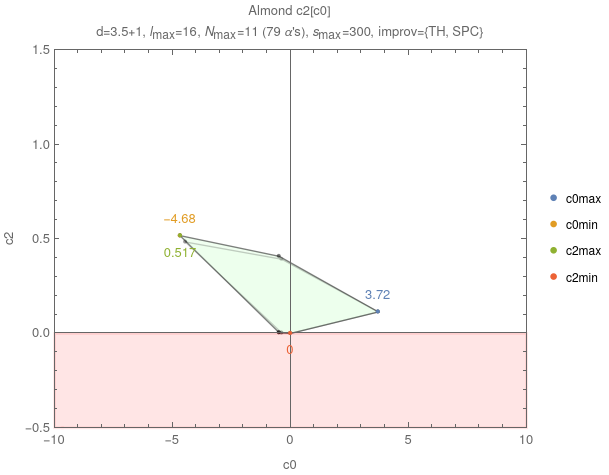 Almond c2[c0]
d=3.5+1, lmax=16, Nmax=11 (79 α's), smax=300, improv={TH, SPC}
1.5
1.0
0.5
0.0
−0.5
c2
−4.68
0.517
3.72
0
−10
−5
0
5
10
c0
c0max
c0min
c2max
c2min